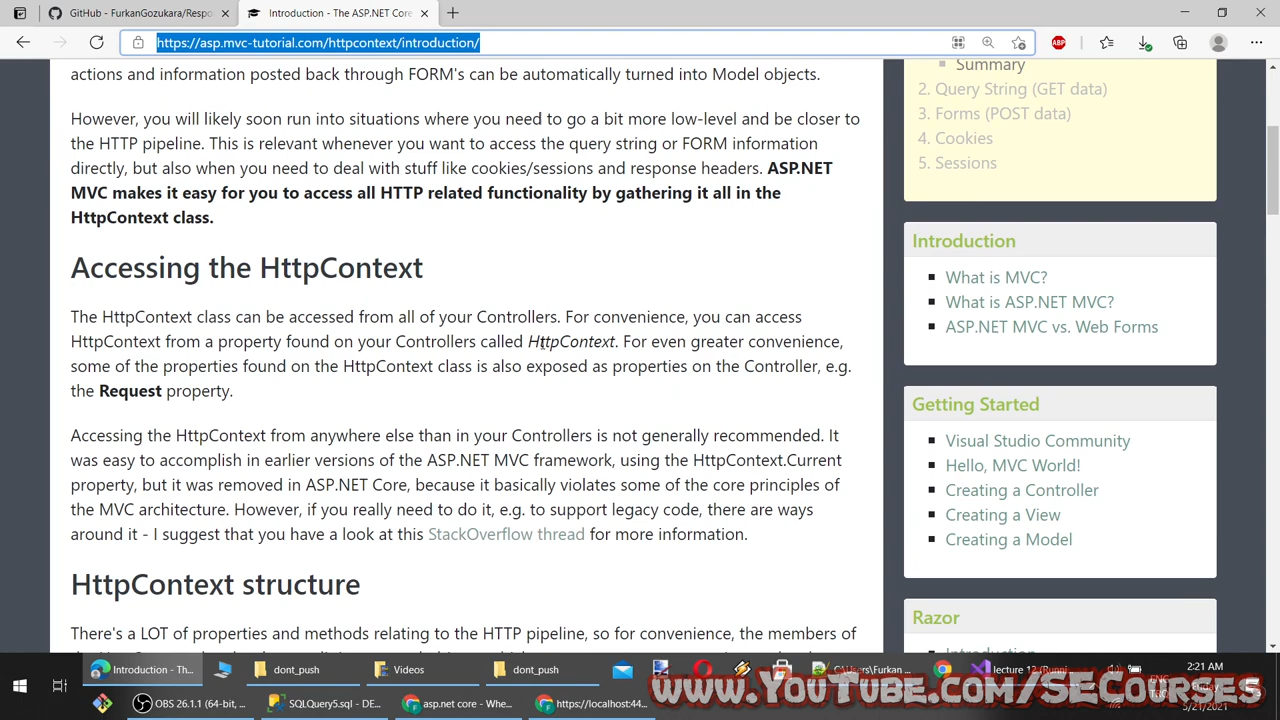 GitHub - FurkanGozukara/Respo
Introduction - The ASP.NET Core
https://asp.mvc-tutorial.com/httpcontext/introduction/
ABP
actions and information posted back through FORM's can be automatically turned into Model objects.
However, you will likely soon run into situations where you need to go a bit more low-level and be closer to
the HTTP pipeline. This is relevant whenever you want to access the query string or FORM information
directly, but also when you need to deal with stuff like cookies/sessions and response headers. ASP.NET
MVC makes it easy for you to access all HTTP related functionality by gathering it all in the
HttpContext class.
Accessing the HttpContext
The HttpContext class can be accessed from all of your Controllers. For convenience, you can access
HttpContext from a property found on your Controllers called HttpContext. For even greater convenience,
some of the properties found on the HttpContext class is also exposed as properties on the Controller, e.g.
the Request property.
Accessing the HttpContext from anywhere else than in your Controllers is not generally recommended. It
was easy to accomplish in earlier versions of the ASP.NET MVC framework, using the HttpContext.Current
property, but it was removed in ASP.NET Core, because it basically violates some of the core principles of
the MVC architecture. However, if you really need to do it, e.g. to support legacy code, there are ways
around it - I suggest that you have a look at this StackOverflow thread for more information.
HttpContext structure
There's a LOT of properties and methods relating to the HTTP pipeline, so for convenience, the members of
Summary
2. Query String (GET data)
3. Forms (POST data)
4. Cookies
5. Sessions
Introduction
What is MVC?
What is ASP.NET MVC?
ASP.NET MVC vs. Web Forms
Getting Started
Visual Studio Community
Hello, MVC World!
Creating a Controller
Creating a View
Creating a Model
Razor
Introduction
Introduction - Th...
dont_push
Videos
dont_push
C:\Users\Furkan
lecture 12 (Runni
2:21 AM
ENG
5/21/2021
OBS 26.1.1 (64-bit, ...
SQLQuery5.sql - DE...
asp.net core - Whe...
https://localhost:44...
www.YouTube.com/SECourses